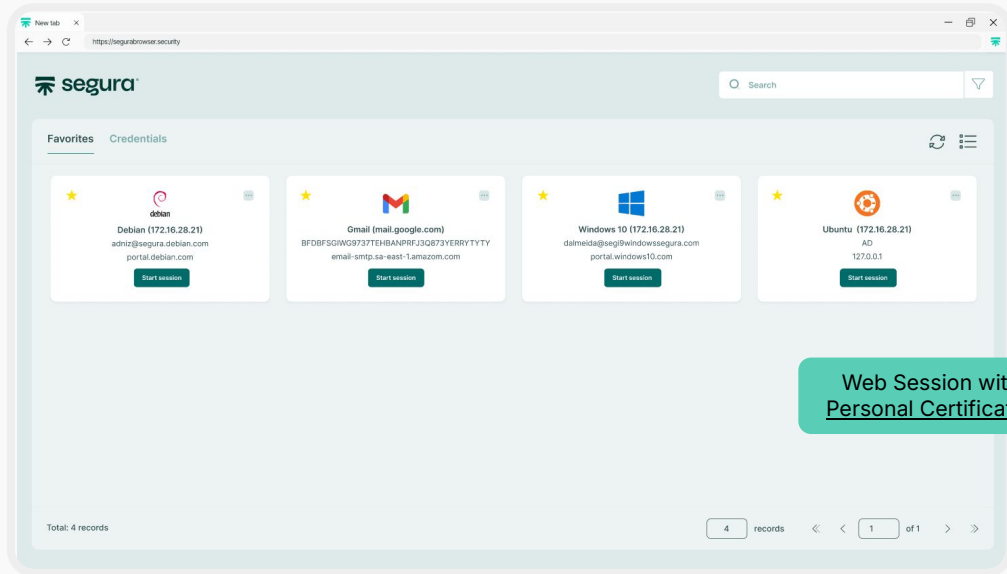 New tab
https://segurabrowser.security
segura
Search
Favorites Credentials
debian
Debian (172.16.28.21)
adniz@segura.debian.com
portal.debian.com
Start session
Gmail (mail.google.com)
BFDBFSGIWG9737TEHBANPRFJ3Q873YERRYTYTY
email-smtp.sa-east-1.amazom.com
Start session
Windows 10 (172.16.28.21)
dalmeida@segi9windowssegura.com
portal.windows10.com
Start session
Ubuntu (172.16.28.21)
AD
127.0.0.1
Start session
Web Session wit
Personal Certifica
Total: 4 records
4 records 1 of 1